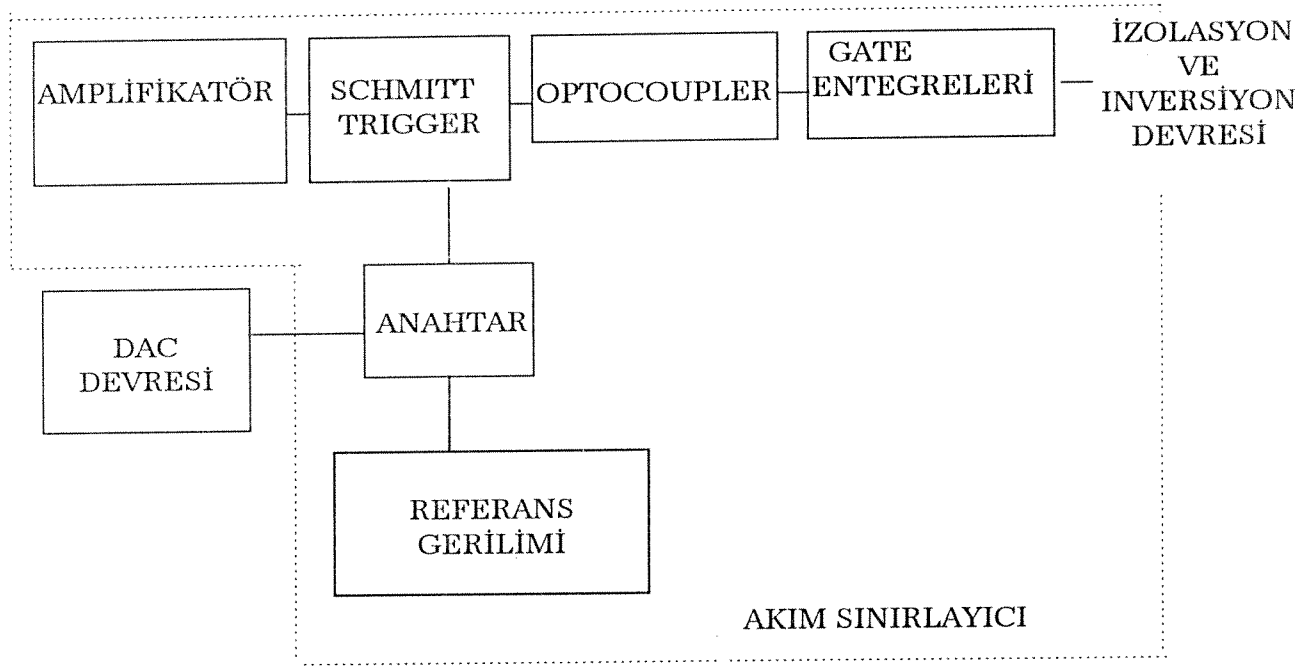 AMPLİFİKATÖR
SCHMITT
TRIGGER
OPTOCOUPLER
GATE
ENTEGRELERİ
İZOLASYON
VE
INVERSİYON
DEVRESİ
DAC
DEVRESİ
ANAHTAR
REFERANS
GERİLİMİ
AKIM SINIRLAYICI